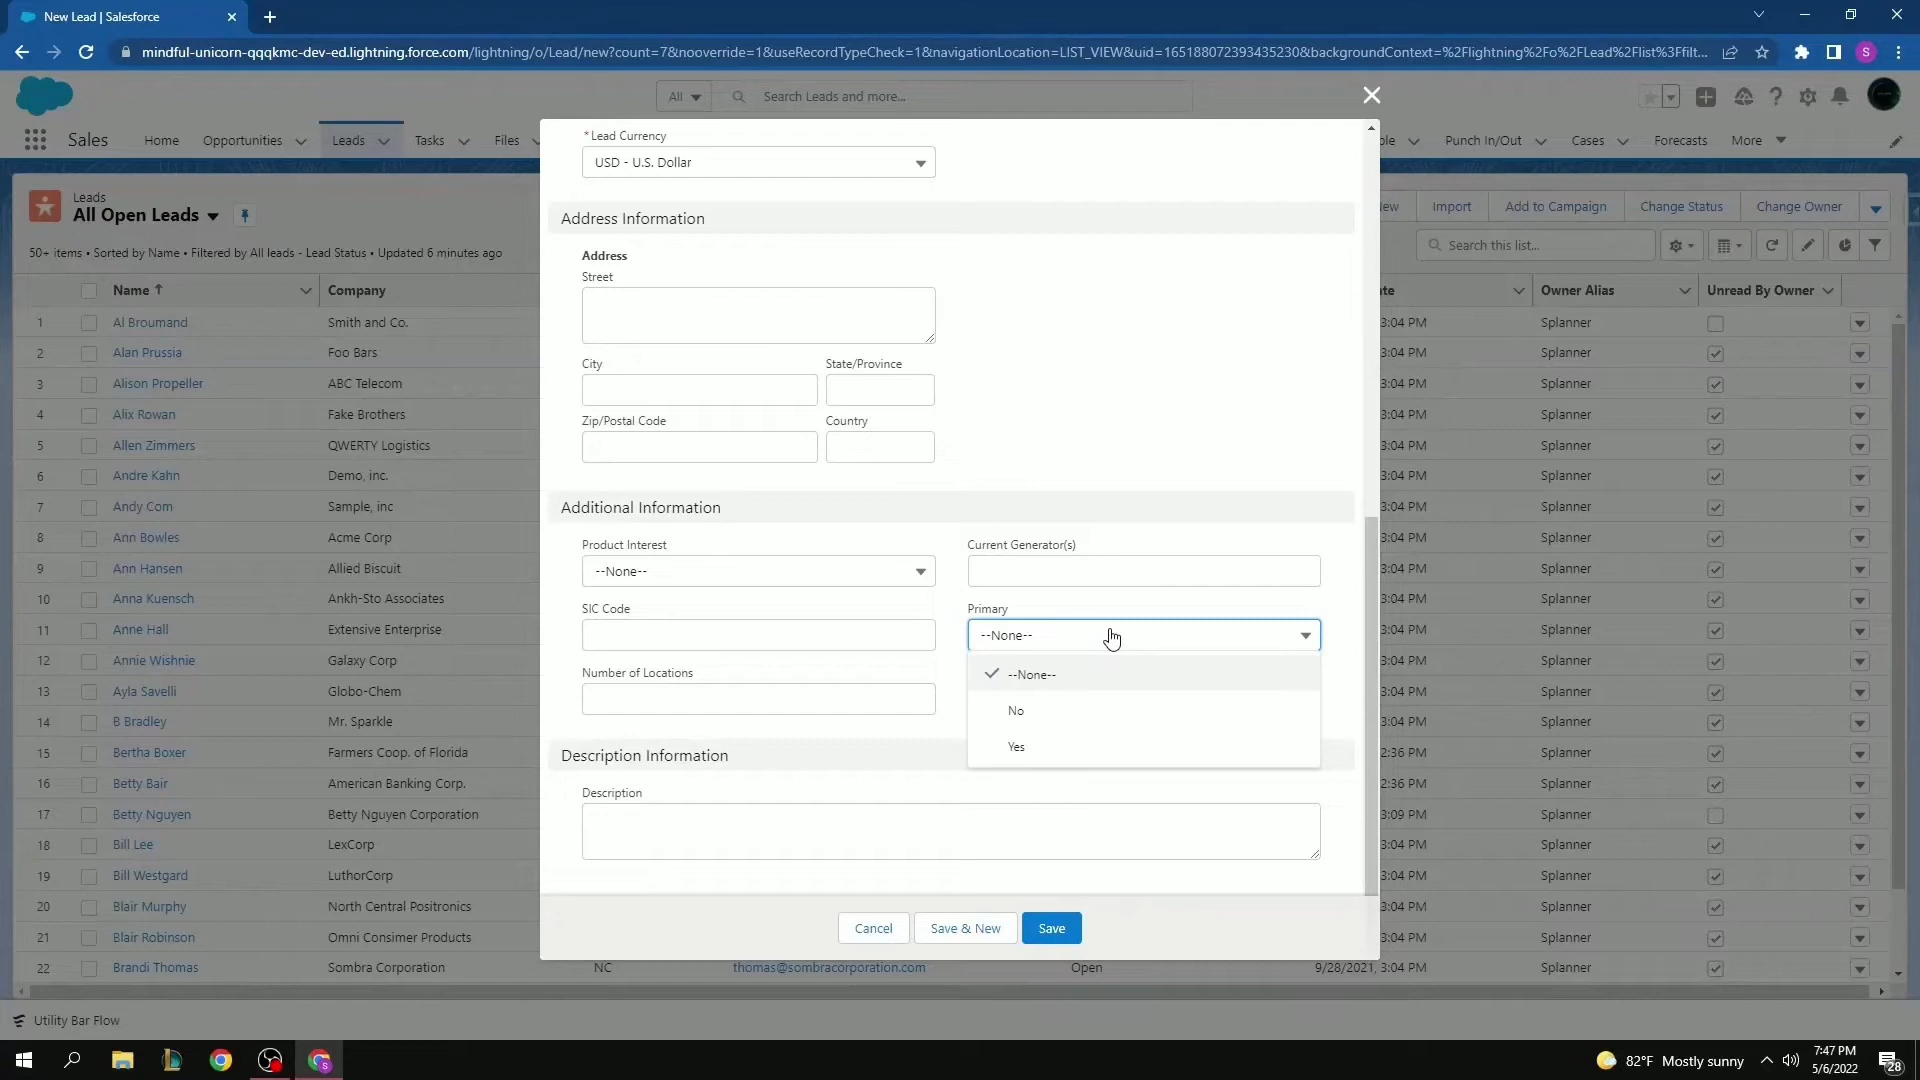 New Lead | Salesforce
mindful-unicorn-qqqkmc-dev-ed.lightning.force.com/lightning/o/Lead/new?count=7&nooverride=1&useRecordTypeCheck=1&navigationLocation=LIST_VIEW&uid=165188072393435230&backgroundContext=%2Flightning%2Fo%2FLead%2Flist%3Ffilt...
S
All
Search Leads and more...
Sales
Home
Opportunities
Leads
Tasks
Files
ple
Punch In/Out
Cases
Forecasts
More
Leads
All Open Leads
50+ items • Sorted by Name • Filtered by All leads - Lead Status • Updated 6 minutes ago
New
Import
Add to Campaign
Change Status
Change Owner
Search this list...
Name
Company
ate
Owner Alias
Unread By Owner
1 Al Broumand Smith and Co. 3:04 PM Splanner
2 Alan Prussia Foo Bars 3:04 PM Splanner
3 Alison Propeller ABC Telecom 3:04 PM Splanner
4 Alix Rowan Fake Brothers 3:04 PM Splanner
5 Allen Zimmers QWERTY Logistics 3:04 PM Splanner
6 Andre Kahn Demo, inc. 3:04 PM Splanner
7 Andy Com Sample, inc 3:04 PM Splanner
8 Ann Bowles Acme Corp 3:04 PM Splanner
9 Ann Hansen Allied Biscuit 3:04 PM Splanner
10 Anna Kuensch Ankh-Sto Associates 3:04 PM Splanner
11 Anne Hall Extensive Enterprise 3:04 PM Splanner
12 Annie Wishnie Galaxy Corp 3:04 PM Splanner
13 Ayla Savelli Globo-Chem 3:04 PM Splanner
14 B Bradley Mr. Sparkle 3:04 PM Splanner
15 Bertha Boxer Farmers Coop. of Florida 2:36 PM Splanner
16 Betty Bair American Banking Corp. 2:36 PM Splanner
17 Betty Nguyen Betty Nguyen Corporation 3:09 PM Splanner
18 Bill Lee LexCorp 3:04 PM Splanner
19 Bill Westgard LuthorCorp 3:04 PM Splanner
20 Blair Murphy North Central Positronics 3:04 PM Splanner
21 Blair Robinson Omni Consimer Products 3:04 PM Splanner
22 Brandi Thomas Sombra Corporation NC thomas@sombracorporation.com Open 9/28/2021, 3:04 PM Splanner
* Lead Currency
USD - U.S. Dollar
Address Information
Address
Street
City
State/Province
Zip/Postal Code
Country
Additional Information
Product Interest
--None--
Current Generator(s)
SIC Code
Primary
--None--
--None--
No
Yes
Number of Locations
Description Information
Description
Cancel
Save & New
Save
Utility Bar Flow
S
82°F Mostly sunny
7:47 PM
5/6/2022
28